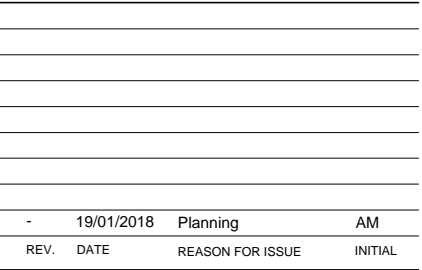 - 19/01/2018 Planning AM
REV. DATE REASON FOR ISSUE INITIAL